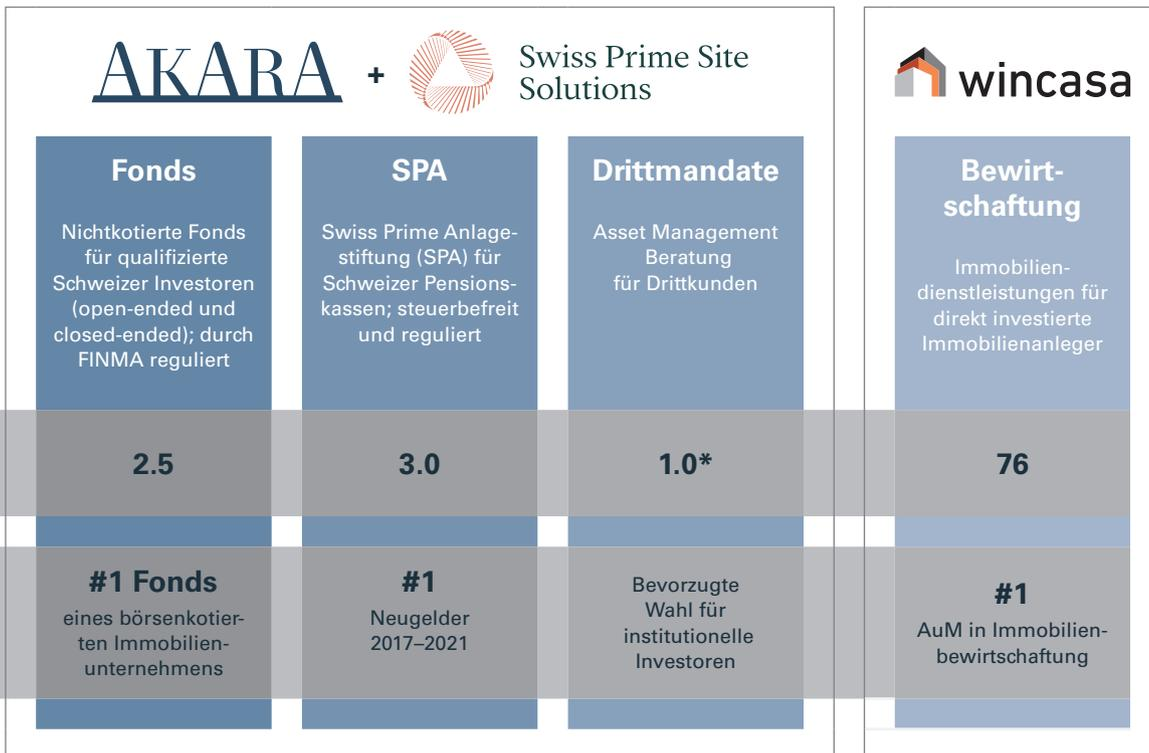 AKARA + Swiss Prime Site
Solutions
wincasa
Fonds
Nichtkotierte Fonds
für qualifizierte
Schweizer Investoren
(open-ended und
closed-ended); durch
FINMA reguliert
2.5
#1 Fonds
eines börsenkotier-
ten Immobilien-
unternehmens
SPA
Swiss Prime Anlage-
stiftung (SPA) für
Schweizer Pensions-
kassen; steuerbefreit
und reguliert
3.0
#1
Neugelder
2017–2021
Drittmandate
Asset Management
Beratung
für Drittkunden
1.0*
Bevorzugte
Wahl für
institutionelle
Investoren
Bewirt-
schaftung
Immobilien-
dienstleistungen für
direkt investierte
Immobilienanleger
76
#1
AuM in Immobilien-
bewirtschaftung